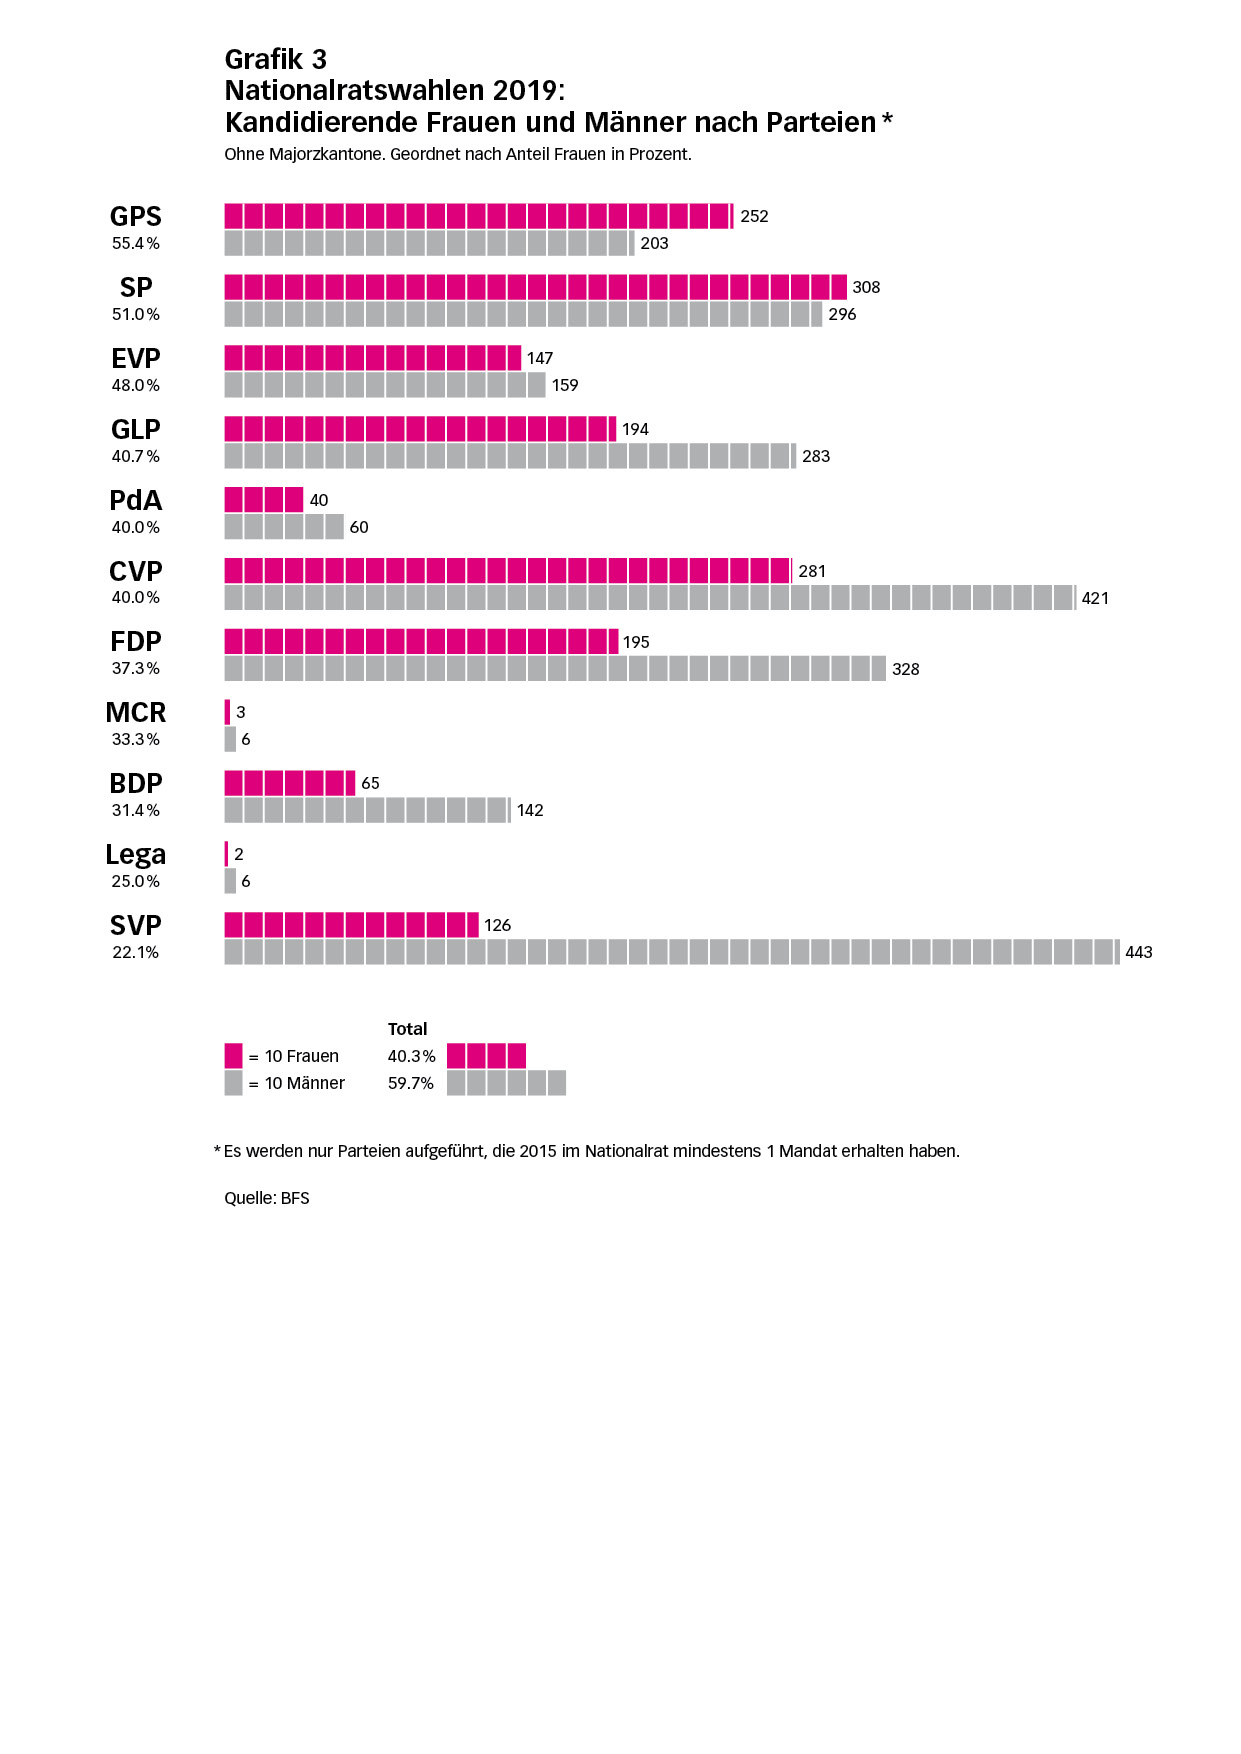 Grafik 3
Nationalratswahlen 2019:
Kandidierende Frauen und Männer nach Parteien *
Ohne Majorzkantone. Geordnet nach Anteil Frauen in Prozent.
GPS
252
55.4 %
203
SP
308
51.0 %
296
EVP
147
48.0 %
159
GLP
194
40.7 %
283
PdA
40
40.0 %
60
CVP
281
40.0 %
421
FDP
195
37.3 %
328
MCR
3
33.3 %
6
BDP
65
31.4 %
142
Lega
2
25.0 %
6
SVP
126
22.1%
443
Total
= 10 Frauen 40.3 %
= 10 Männer 59.7%
* Es werden nur Parteien aufgeführt, die 2015 im Nationalrat mindestens 1 Mandat erhalten haben.
Quelle: BFS